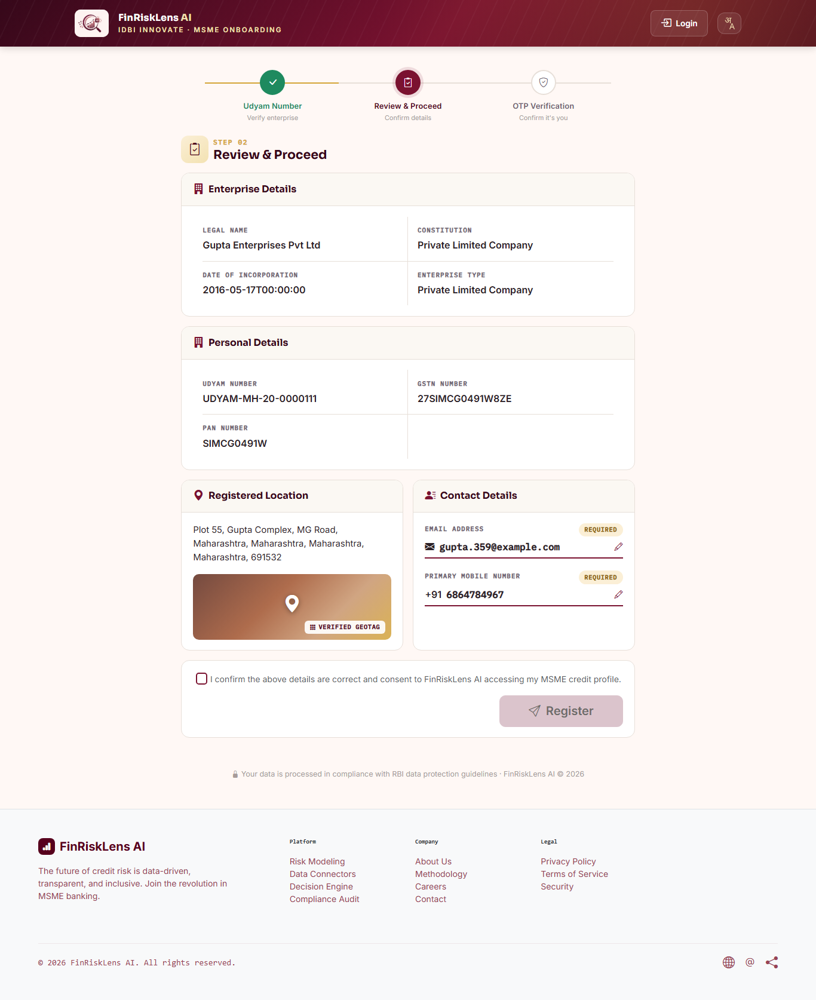 FinRiskLens AI
IDBI INNOVATE · MSME ONBOARDING
Login
अ A
Udyam Number
Verify enterprise
Review & Proceed
Confirm details
OTP Verification
Confirm it's you
STEP 02
Review & Proceed
Enterprise Details
LEGAL NAME
Gupta Enterprises Pvt Ltd
CONSTITUTION
Private Limited Company
DATE OF INCORPORATION
2016-05-17T00:00:00
ENTERPRISE TYPE
Private Limited Company
Personal Details
UDYAM NUMBER
UDYAM-MH-20-0000111
GSTN NUMBER
27SIMCG0491W8ZE
PAN NUMBER
SIMCG0491W
Registered Location
Plot 55, Gupta Complex, MG Road,
Maharashtra, Maharashtra, Maharashtra,
Maharashtra, 691532
VERIFIED GEOTAG
Contact Details
EMAIL ADDRESS
REQUIRED
gupta.359@example.com
PRIMARY MOBILE NUMBER
REQUIRED
+91 6864784967
I confirm the above details are correct and consent to FinRiskLens AI accessing my MSME credit profile.
Register
Your data is processed in compliance with RBI data protection guidelines · FinRiskLens AI © 2026
FinRiskLens AI
The future of credit risk is data-driven,
transparent, and inclusive. Join the revolution in
MSME banking.
Platform
Risk Modeling
Data Connectors
Decision Engine
Compliance Audit
Company
About Us
Methodology
Careers
Contact
Legal
Privacy Policy
Terms of Service
Security
© 2026 FinRiskLens AI. All rights reserved.
@